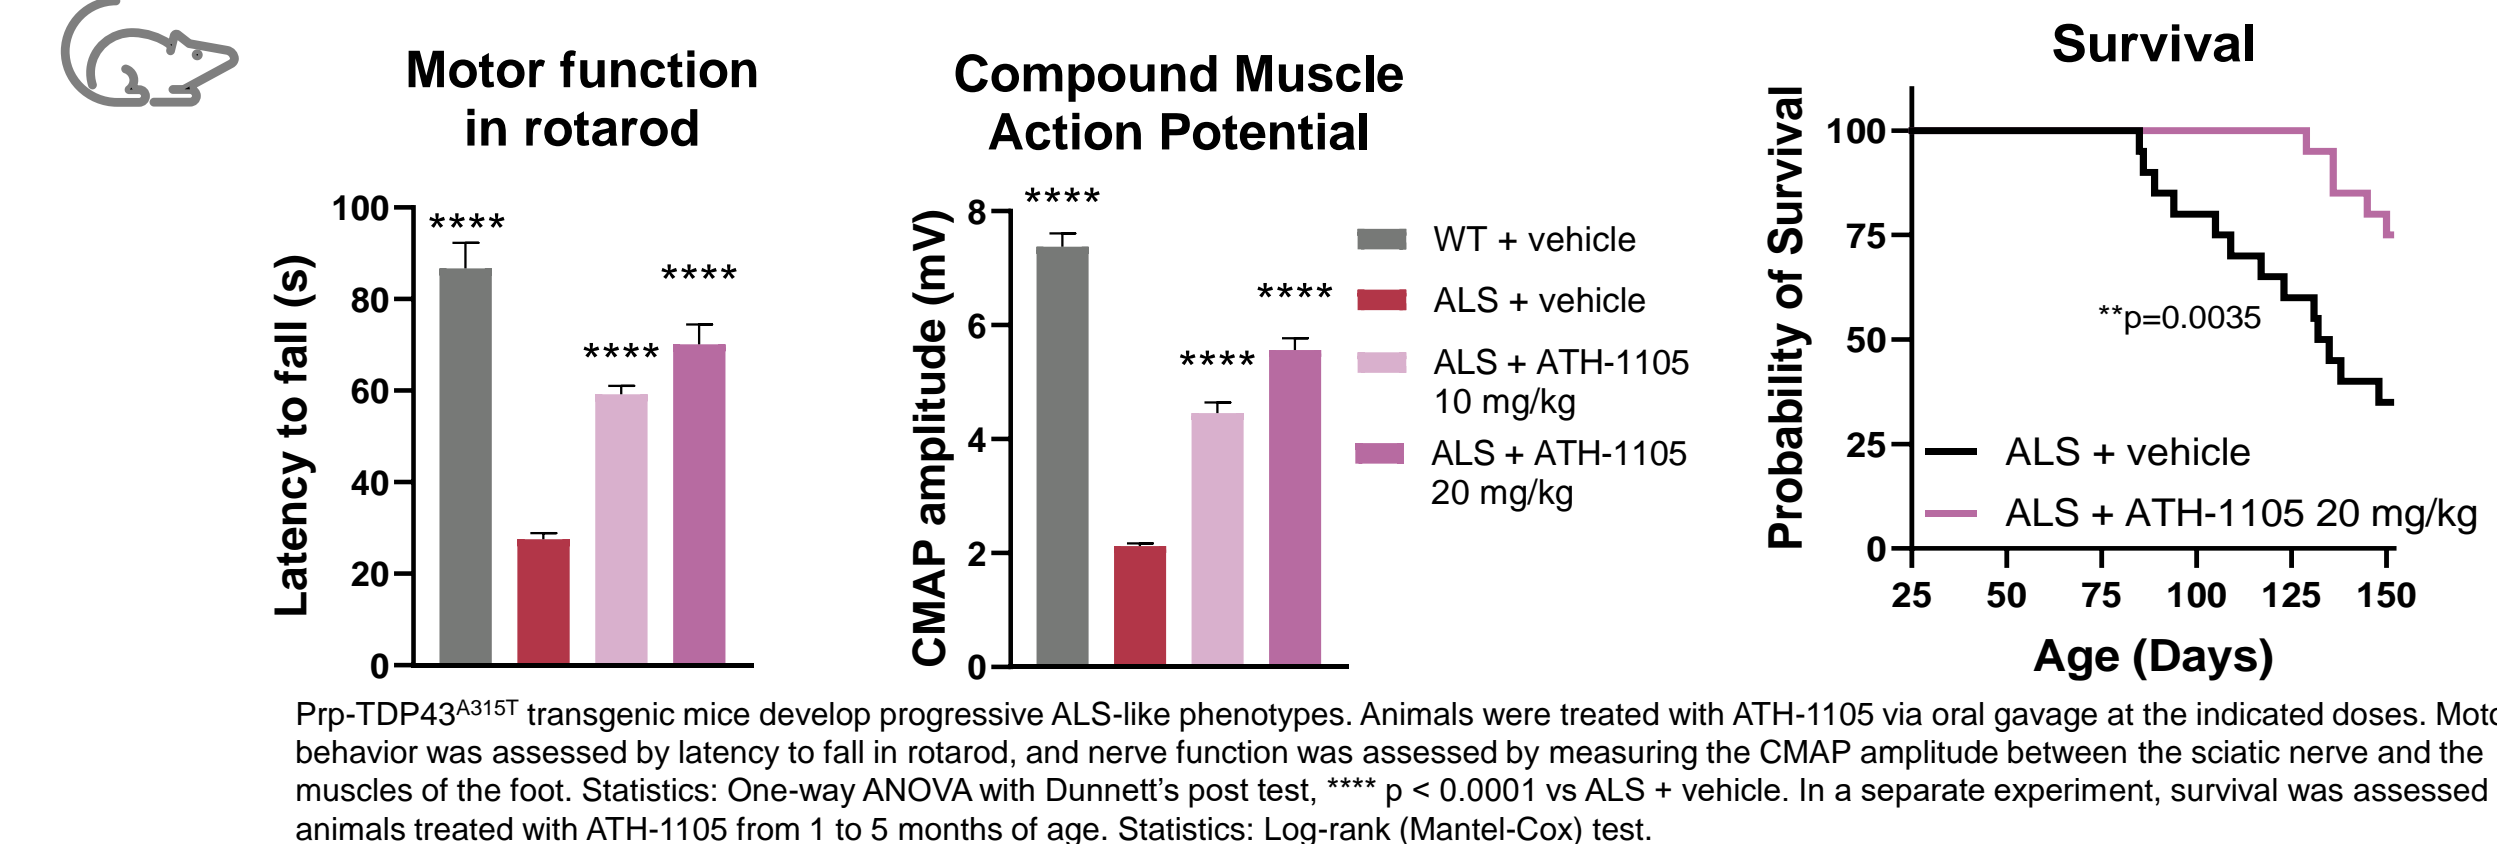 Motor function
in rotarod
Latency to fall (s)
100
80
60
40
20
0
****
****
****
Compound Muscle
Action Potential
CMAP amplitude (mV)
8
6
4
2
0
****
****
****
WT + vehicle
ALS + vehicle
ALS + ATH-1105
10 mg/kg
ALS + ATH-1105
20 mg/kg
Survival
Probability of Survival
100
75
50
25
0
**p=0.0035
ALS + vehicle
ALS + ATH-1105 20 mg/kg
25 50 75 100 125 150
Age (Days)
Prp-TDP43A315T transgenic mice develop progressive ALS-like phenotypes. Animals were treated with ATH-1105 via oral gavage at the indicated doses.
behavior was assessed by latency to fall in rotarod, and nerve function was assessed by measuring the CMAP amplitude between the sciatic nerve and the
muscles of the foot. Statistics: One-way ANOVA with Dunnett’s post test, **** p < 0.0001 vs ALS + vehicle. In a separate experiment, survival was assessed
animals treated with ATH-1105 from 1 to 5 months of age. Statistics: Log-rank (Mantel-Cox) test.